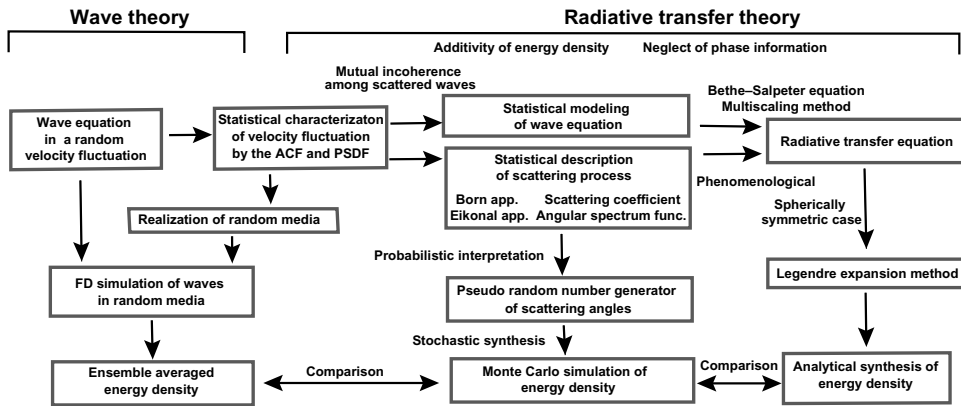 Wave theory
Radiative transfer theory
Additivity of energy density
Neglect of phase information
Mutual incoherence
among scattered waves
Bethe–Salpeter equation
Multiscaling method
Wave equation
in a random
velocity fluctuation
Statistical characterizaton
of velocity fluctuation
by the ACF and PSDF
Statistical modeling
of wave equation
Radiative transfer equation
Statistical description
of scattering process
Born app.
Scattering coefficient
Eikonal app.
Angular spectrum func.
Phenomenological
Spherically
symmetric case
Realization of random media
Probabilistic interpretation
FD simulation of waves
in random media
Pseudo random number generator
of scattering angles
Legendre expansion method
Stochastic synthesis
Ensemble averaged
energy density
Comparison
Monte Carlo simulation of
energy density
Comparison
Analytical synthesis of
energy density